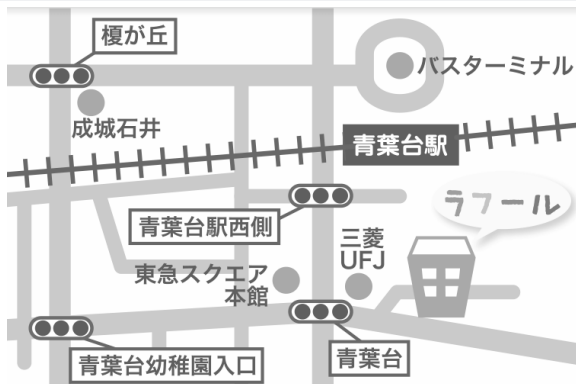 榎が丘
バスターミナル
成城石井
青葉台駅
青葉台駅西側
ラフール
三菱
UFJ
東急スクエア
本館
青葉台
青葉台幼稚園入口